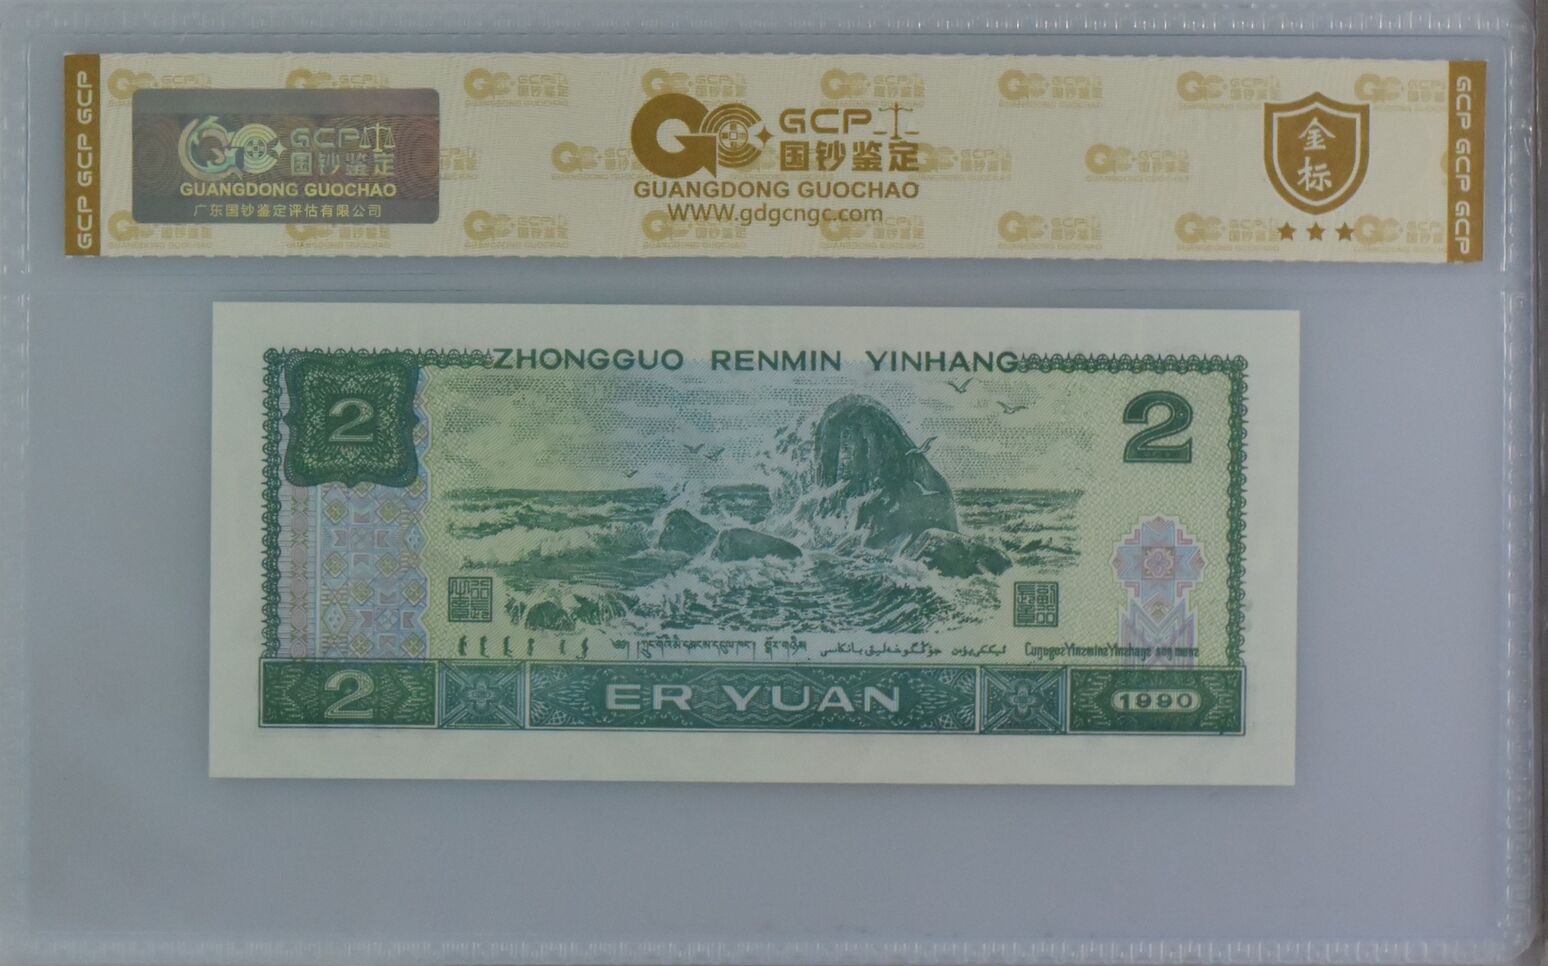 GCP GCP GCP
GCP
国钞鉴定
GUANGDONG GUOCHAO
广东国钞鉴定评估有限公司
GCP
国钞鉴定
GUANGDONG GUOCHAO
WWW.gdgcngc.com
金标
GCP GCP GCP
ZHONGGUO RENMIN YINHANG
2
2
2
ER YUAN
1990